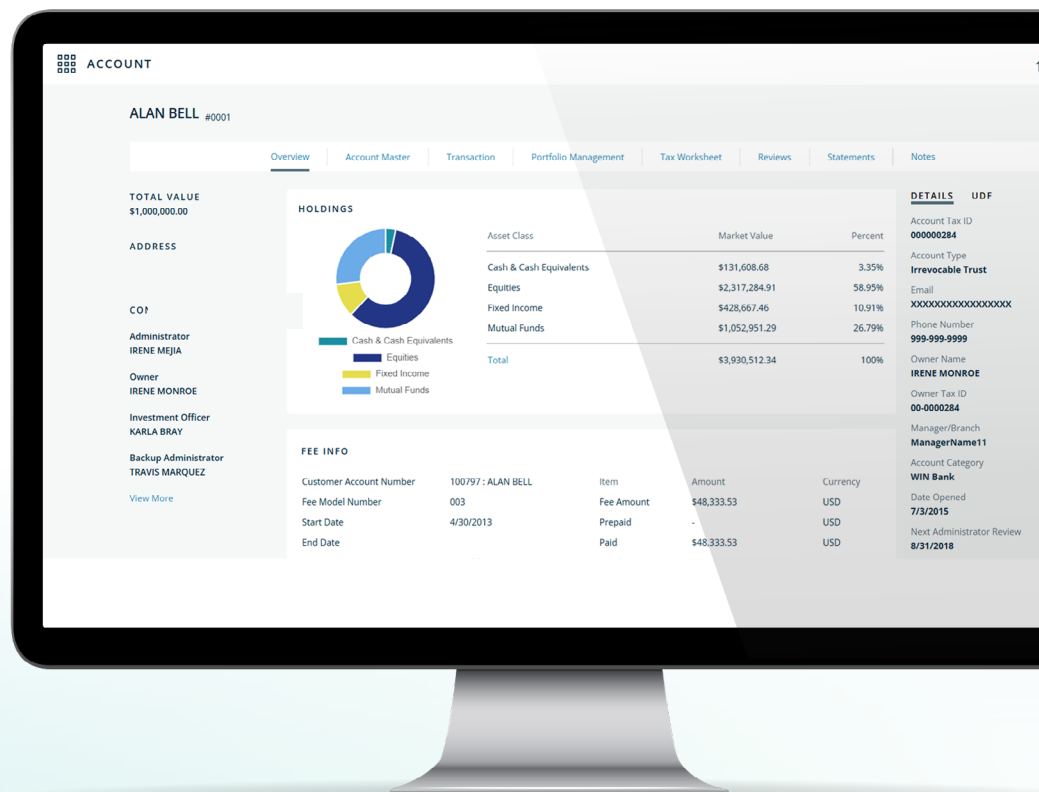 ACCOUNT
ALAN BELL #0001
Overview Account Master Transaction Portfolio Management Tax Worksheet Reviews Statements Notes
TOTAL VALUE
$1,000,000.00
ADDRESS
Administrator
IRENE MEJIA
Owner
IRENE MONROE
Investment Officer
KARLA BRAY
Backup Administrator
TRAVIS MARQUEZ
View More
HOLDINGS
Cash & Cash Equivalents
Equities
Fixed Income
Mutual Funds
Asset Class Market Value Percent
Cash & Cash Equivalents $131,608.68 3.35%
Equities $2,317,284.91 58.95%
Fixed Income $428,667.46 10.91%
Mutual Funds $1,052,951.29 26.79%
Total $3,930,512.34 100%
FEE INFO
Customer Account Number 100797 : ALAN BELL Item Amount Currency
Fee Model Number 003 Fee Amount $48,333.53 USD
Start Date 4/30/2013 Prepaid - USD
End Date Paid $48,333.53 USD
DETAILS UDF
Account Tax ID
000000284
Account Type
Irrevocable Trust
Email
XXXXXXXXXXXXXXXXX
Phone Number
999-999-9999
Owner Name
IRENE MONROE
Owner Tax ID
00-0000284
Manager/Branch
ManagerName11
Account Category
WIN Bank
Date Opened
7/3/2015
Next Administrator Review
8/31/2018